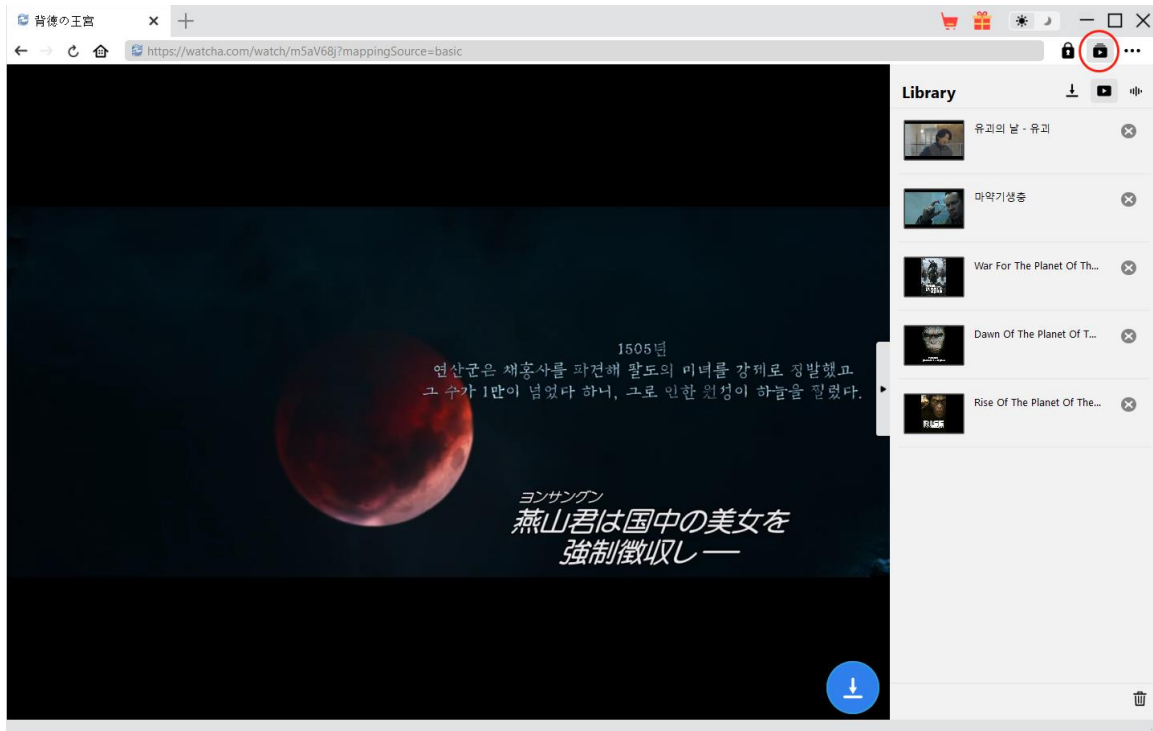 背徳の王宮
https://watcha.com/watch/m5aV68j?mappingSource=basic
Library
유괴의 날 - 유괴
마약기생충
War For The Planet Of Th...
Dawn Of The Planet Of T...
Rise Of The Planet Of The...
RISE
1505년
연산군은 채홍사를 파견해 팔도의 미녀를 강제로 징발했고
그 수가 1만이 넘었다 하니, 그로 인한 원성이 하늘을 찔렀다.
ヨンサングン
燕山君は国中の美女を
強制徴収し ──